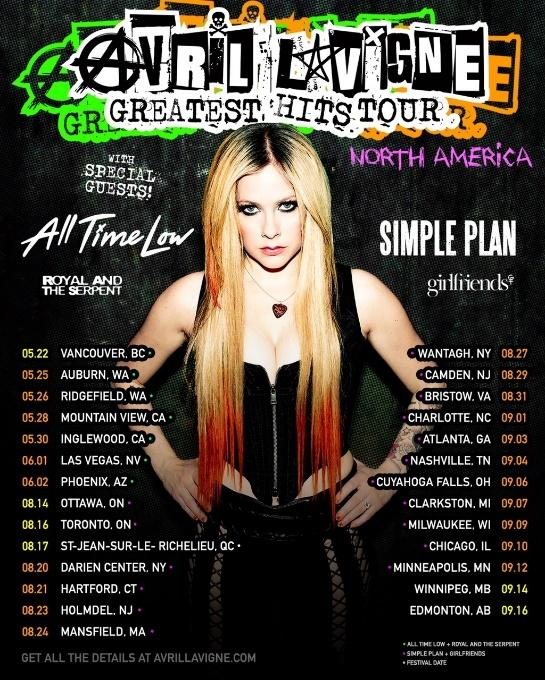 AVRIL LAVIGNE
GREATEST HITS TOUR
NORTH AMERICA
WITH
SPECIAL
GUESTS!
All Time Low
SIMPLE PLAN
ROYAL AND
THE SERPENT
girlfriends
05.22 VANCOUVER, BC •
05.25 AUBURN, WA •
05.26 RIDGEFIELD, WA •
05.28 MOUNTAIN VIEW, CA •
05.30 INGLEWOOD, CA •
06.01 LAS VEGAS, NV •
06.02 PHOENIX, AZ •
08.14 OTTAWA, ON •
08.16 TORONTO, ON •
08.17 ST-JEAN-SUR-LE- RICHELIEU, QC •
08.20 DARIEN CENTER, NY •
08.21 HARTFORD, CT •
08.23 HOLMDEL, NJ •
08.24 MANSFIELD, MA •
• WANTAGH, NY 08.27
• CAMDEN, NJ 08.29
• BRISTOW, VA 08.31
• CHARLOTTE, NC 09.01
• ATLANTA, GA 09.03
• NASHVILLE, TN 09.04
• CUYAHOGA FALLS, OH 09.06
• CLARKSTON, MI 09.07
• MILWAUKEE, WI 09.09
• CHICAGO, IL 09.10
• MINNEAPOLIS, MN 09.12
WINNIPEG, MB 09.14
EDMONTON, AB 09.16
GET ALL THE DETAILS AT AVRILLAVIGNE.COM
• ALL TIME LOW + ROYAL AND THE SERPENT
• SIMPLE PLAN + GIRLFRIENDS
• FESTIVAL DATE